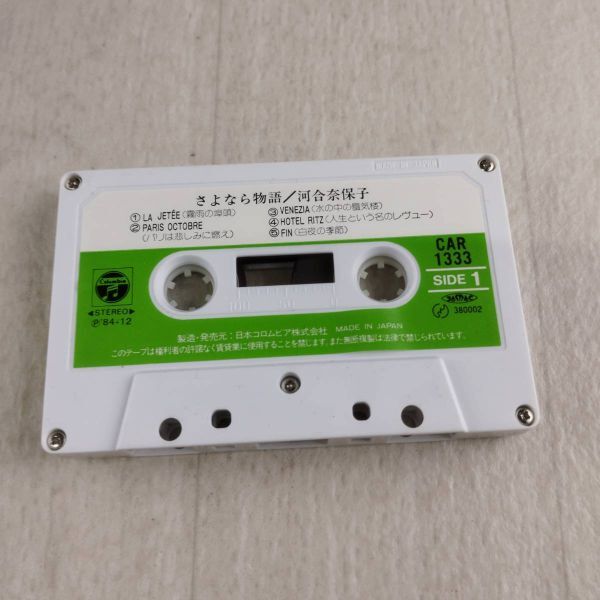 さよなら物語/河合奈保子
① LA JETÉE(霧雨の埠頭)
② PARIS OCTOBRE
(パリは悲しみに燃え)
③ VENEZIA(水の中の蜃気楼)
④ HOTEL RITZ(人生という名のレヴュー)
⑤ FIN(白夜の季節)
CAR
1333
SIDE 1
Columbia
◀STEREO▶
Ⓟ'84-12
100 50 0
JASRAC
380002
製造・発売元:日本コロムビア株式会社 MADE IN JAPAN
このテープは権利者の許諾なく賃貸業に使用することを禁じます。また無断複製は法律で禁じられています。